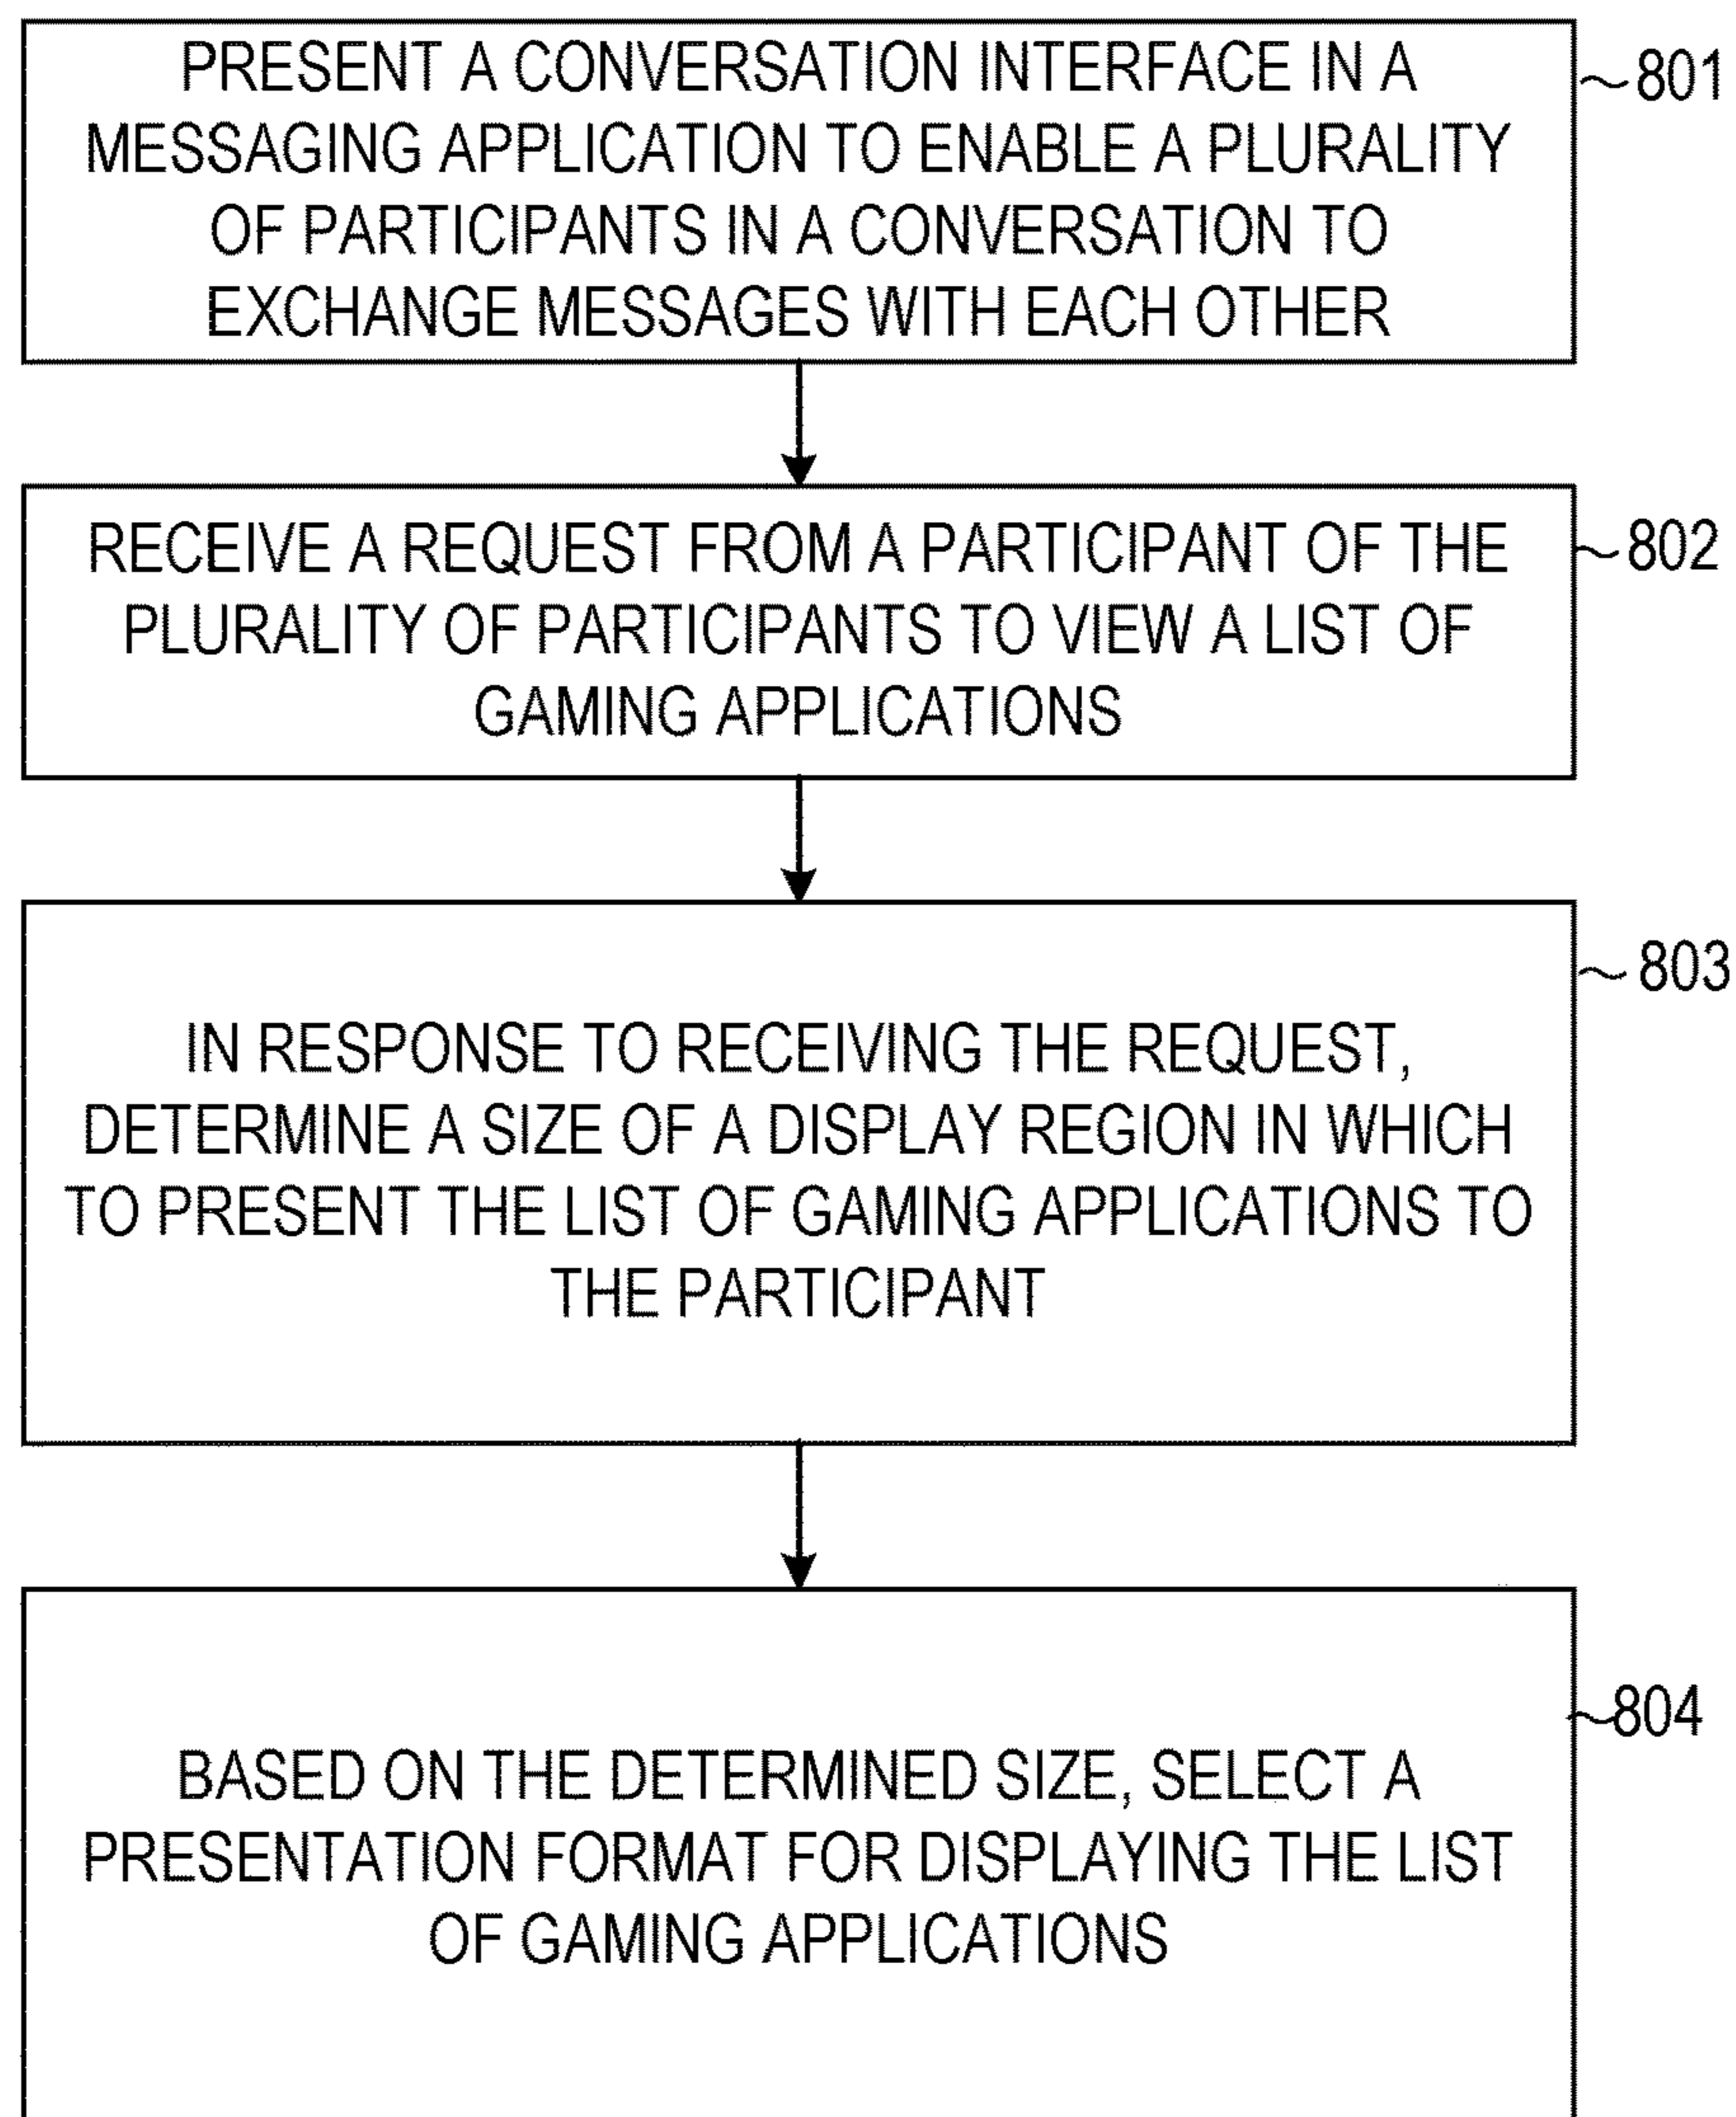 PRESENT A CONVERSATION INTERFACE IN A
MESSAGING APPLICATION TO ENABLE A PLURALITY
OF PARTICIPANTS IN A CONVERSATION TO
EXCHANGE MESSAGES WITH EACH OTHER
801
RECEIVE A REQUEST FROM A PARTICIPANT OF THE
PLURALITY OF PARTICIPANTS TO VIEW A LIST OF
GAMING APPLICATIONS
802
IN RESPONSE TO RECEIVING THE REQUEST,
DETERMINE A SIZE OF A DISPLAY REGION IN WHICH
TO PRESENT THE LIST OF GAMING APPLICATIONS TO
THE PARTICIPANT
803
BASED ON THE DETERMINED SIZE, SELECT A
PRESENTATION FORMAT FOR DISPLAYING THE LIST
OF GAMING APPLICATIONS
804